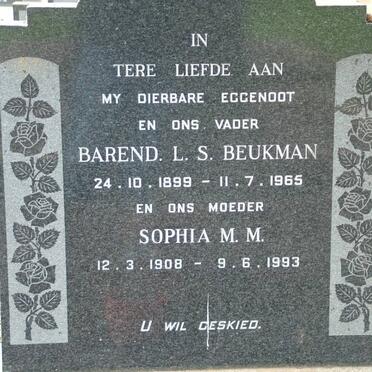 IN
TERE LIEFDE AAN
MY DIERBARE EGGENOOT
EN ONS VADER
BAREND. L. S. BEUKMAN
24 . 10 . 1899 - 11 . 7 . 1965
EN ONS MOEDER
SOPHIA M. M.
12 . 3 . 1908 - 9 . 6 . 1993
U WIL GESKIED.